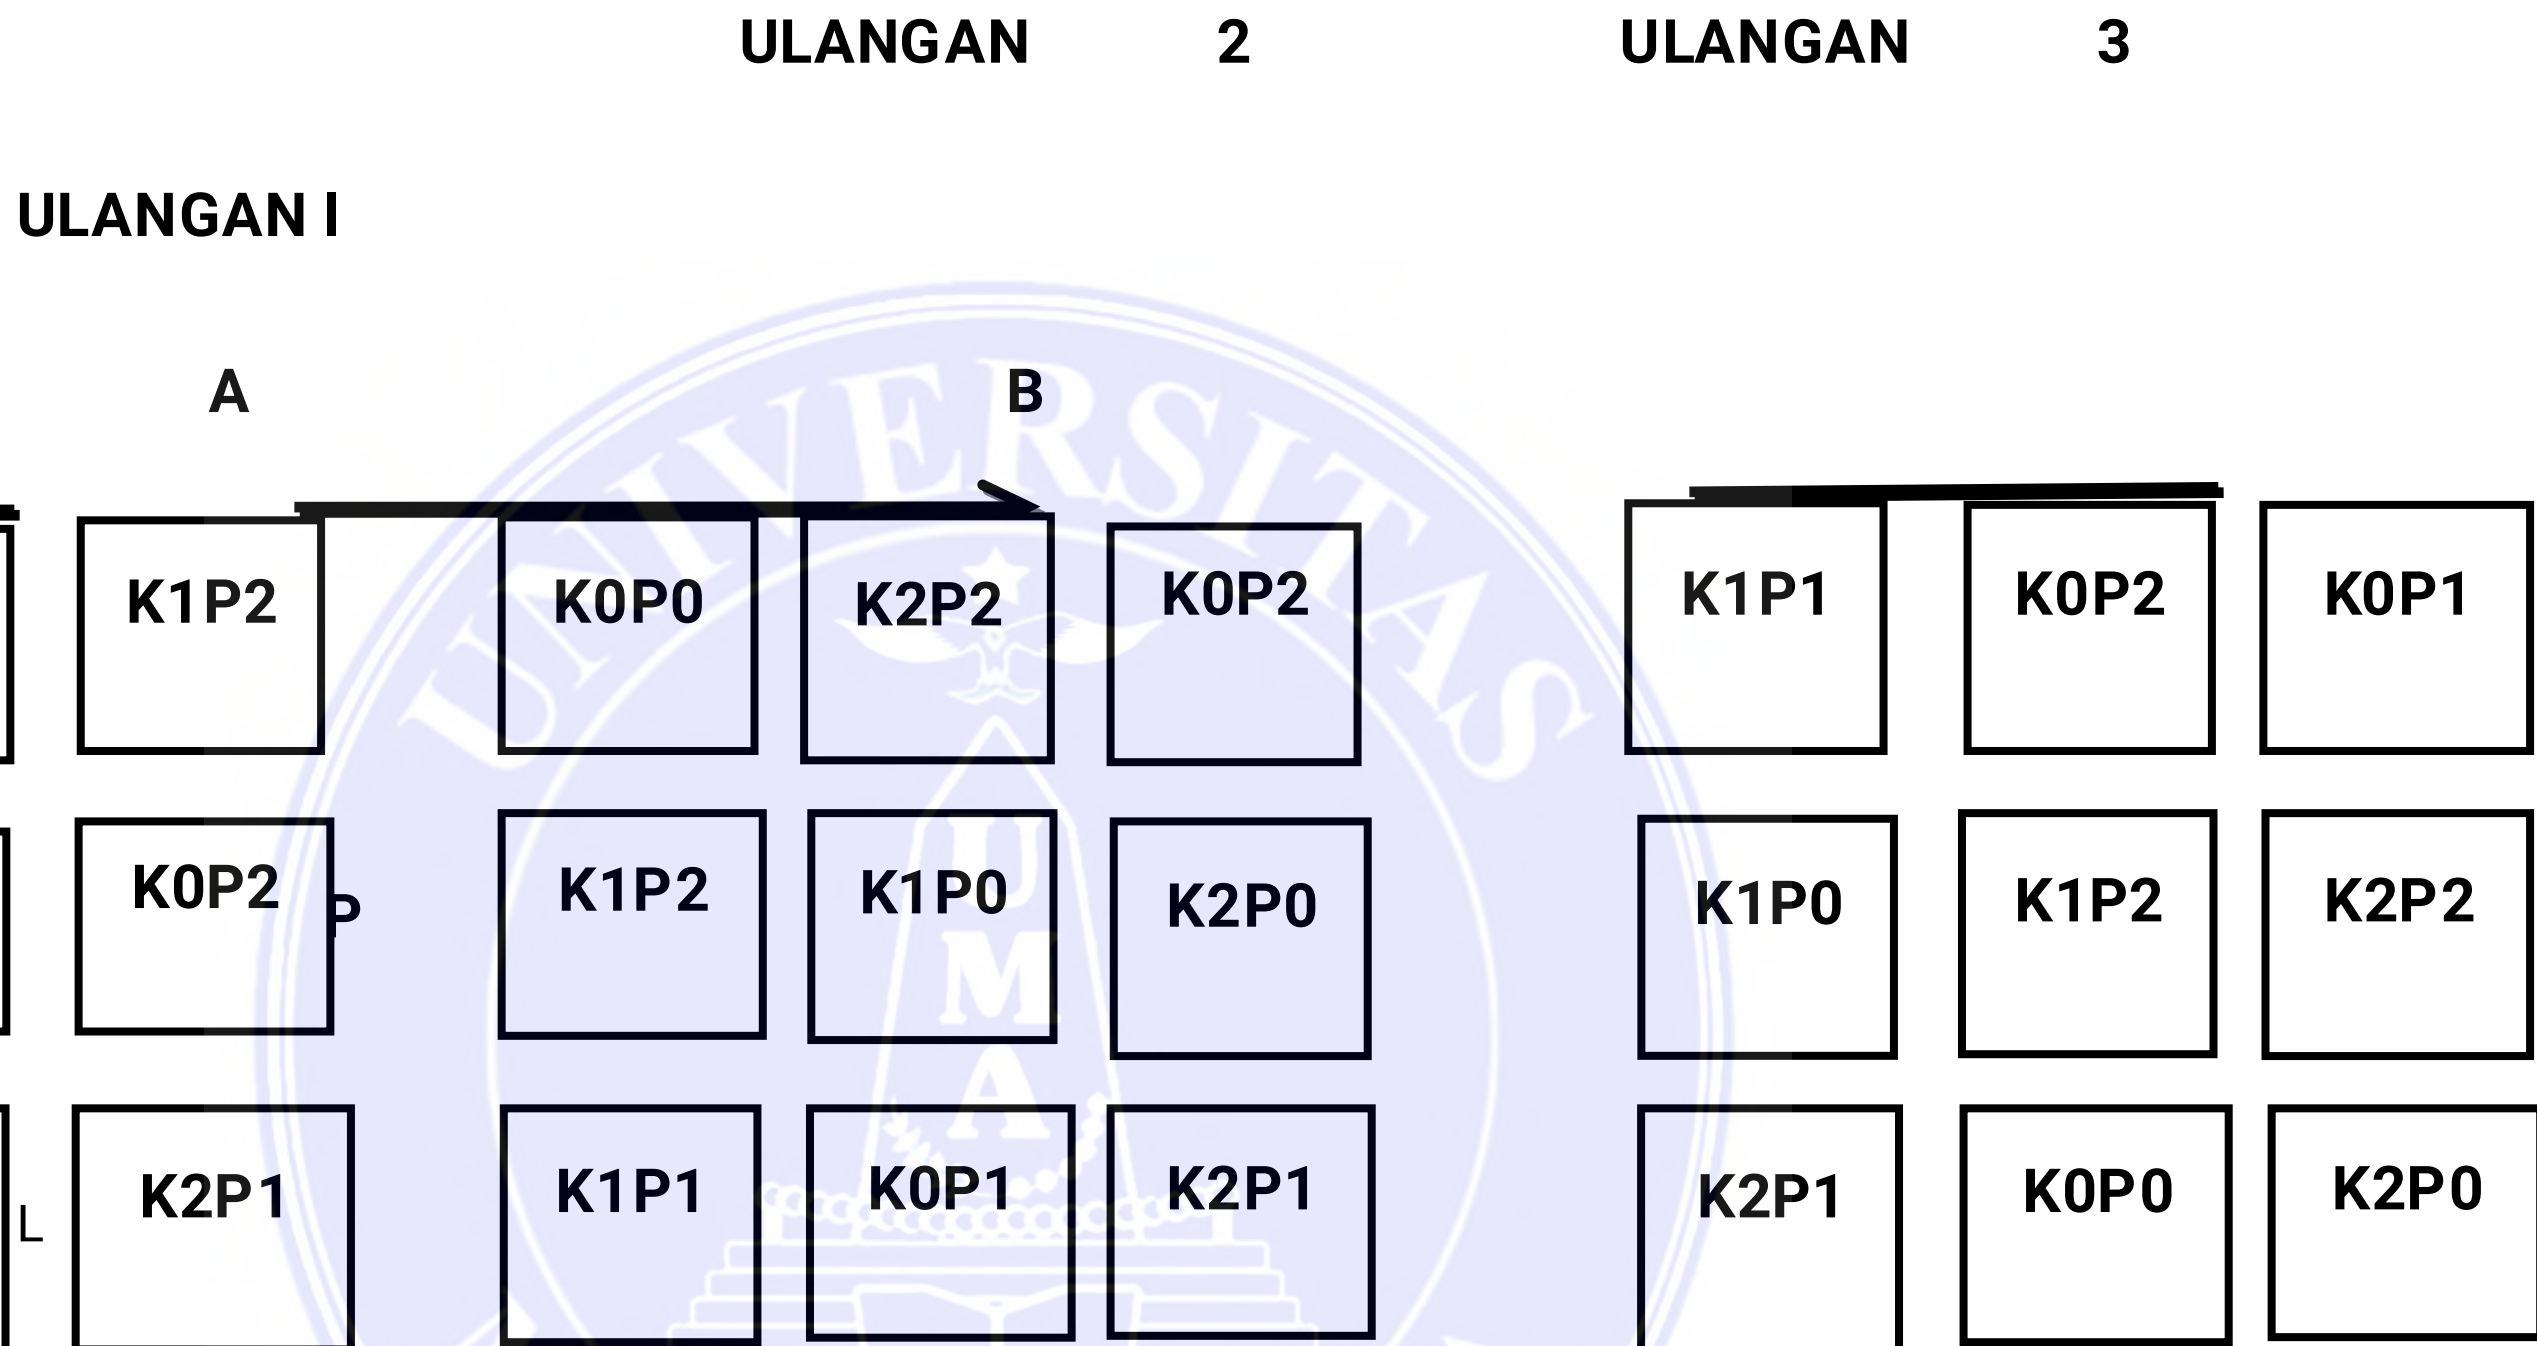 ULANGAN 2 ULANGAN 3
ULANGAN I
A B
K1P2 K0P0 K2P2 K0P2 K1P1 K0P2 K0P1
K0P2 P K1P2 K1P0 K2P0 K1P0 K1P2 K2P2
K2P1 K1P1 K0P1 K2P1 K2P1 K0P0 K2P0
L
UNIVERSITAS
U
M
A